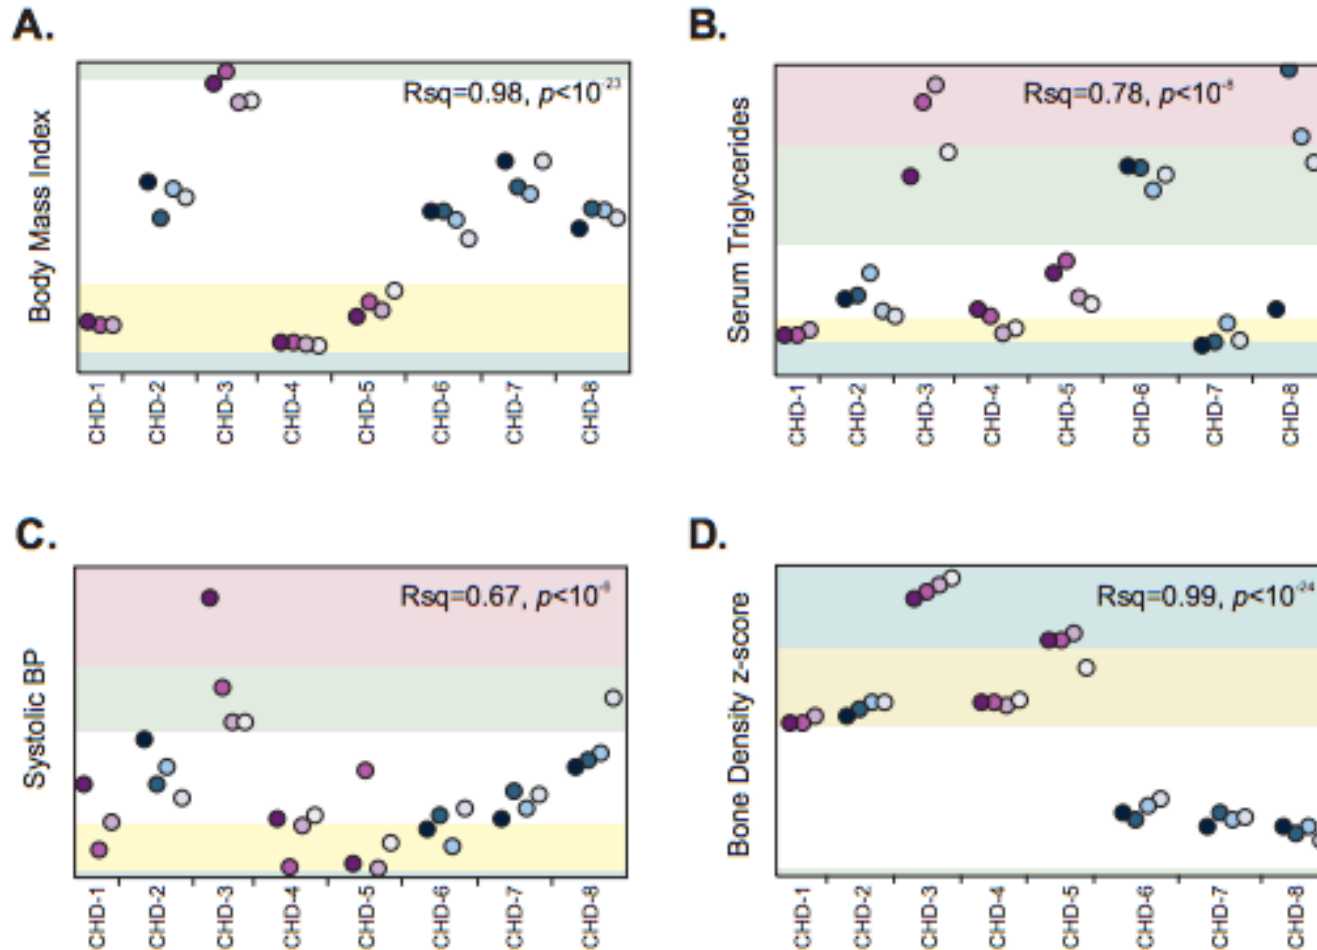 A.
Body Mass Index
Rsq=0.98, p<10⁻²³
CHD-1 CHD-2 CHD-3 CHD-4 CHD-5 CHD-6 CHD-7 CHD-8
B.
Serum Triglycerides
Rsq=0.78, p<10⁻⁸
CHD-1 CHD-2 CHD-3 CHD-4 CHD-5 CHD-6 CHD-7 CHD-8
C.
Systolic BP
Rsq=0.67, p<10⁻⁶
CHD-1 CHD-2 CHD-3 CHD-4 CHD-5 CHD-6 CHD-7 CHD-8
D.
Bone Density z-score
Rsq=0.99, p<10⁻²⁴
CHD-1 CHD-2 CHD-3 CHD-4 CHD-5 CHD-6 CHD-7 CHD-8